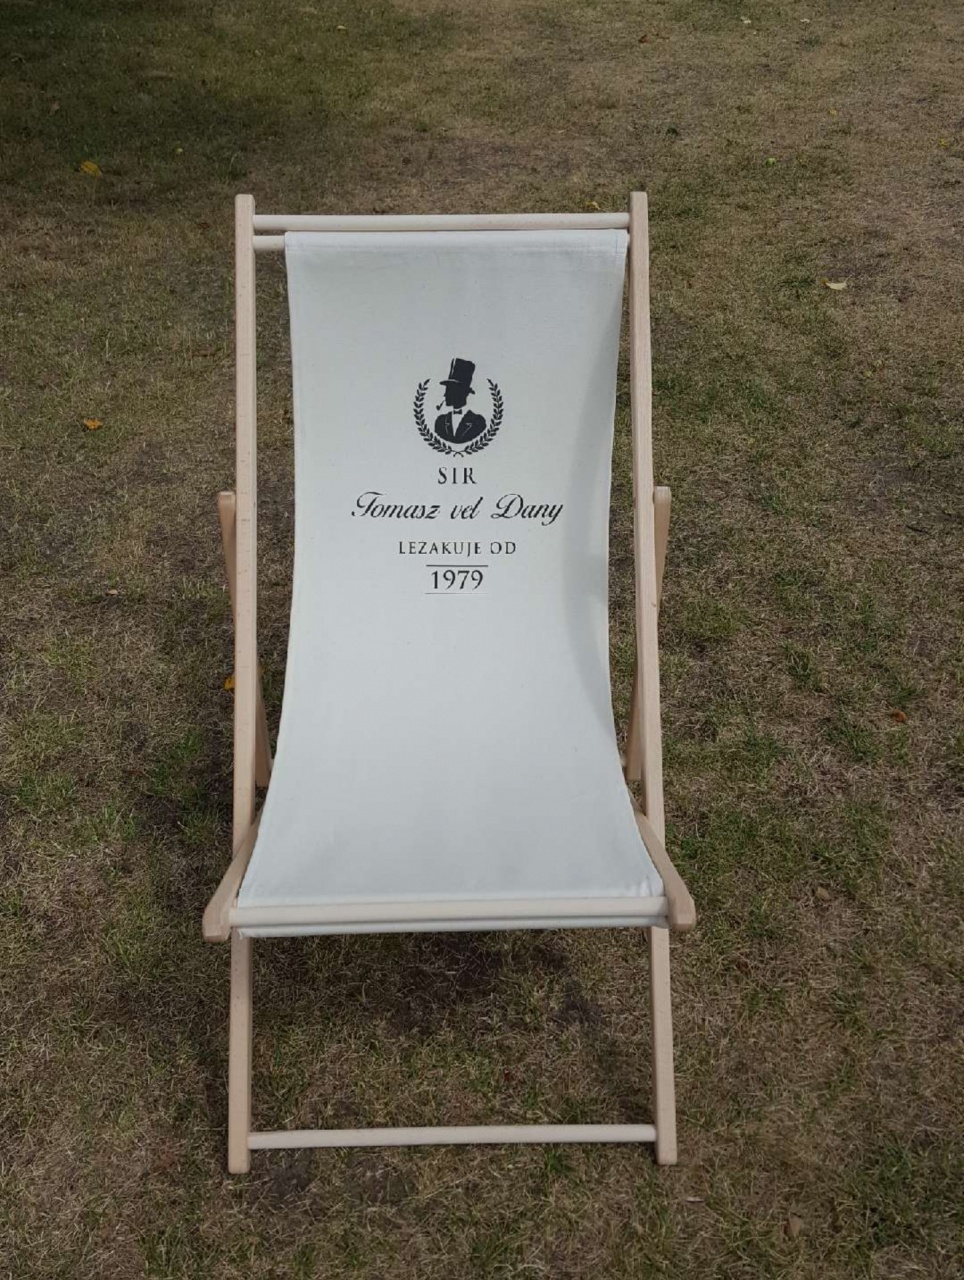 SIR
Tomasz vel Dany
LEZAKUJE OD
1979